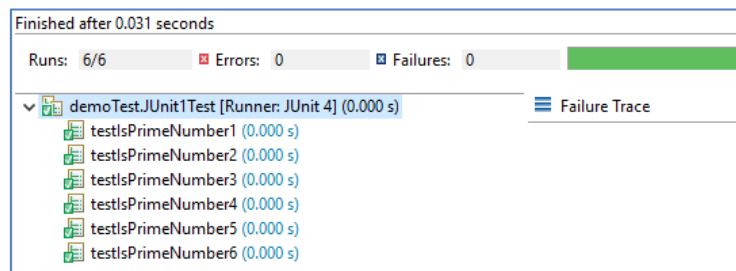 Finished after 0.031 seconds
Runs: 6/6 Errors: 0 Failures: 0
demoTest.JUnit1Test [Runner: JUnit 4] (0.000 s)
Failure Trace
testIsPrimeNumber1 (0.000 s)
testIsPrimeNumber2 (0.000 s)
testIsPrimeNumber3 (0.000 s)
testIsPrimeNumber4 (0.000 s)
testIsPrimeNumber5 (0.000 s)
testIsPrimeNumber6 (0.000 s)